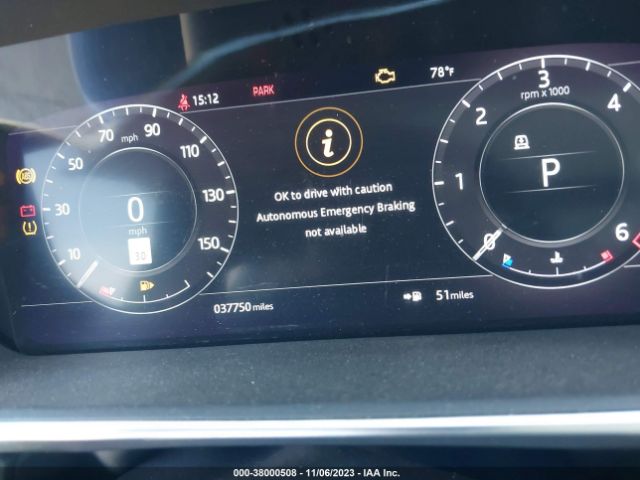 15:12 PARK 78°F
10 30 50 70 90 110 130 150
mph
0
mph
30
ABS
OK to drive with caution
Autonomous Emergency Braking
not available
0 1 2 3 4 6
rpm x 1000
P
037750 miles
51 miles
000-38000508 - 11/06/2023 - IAA Inc.